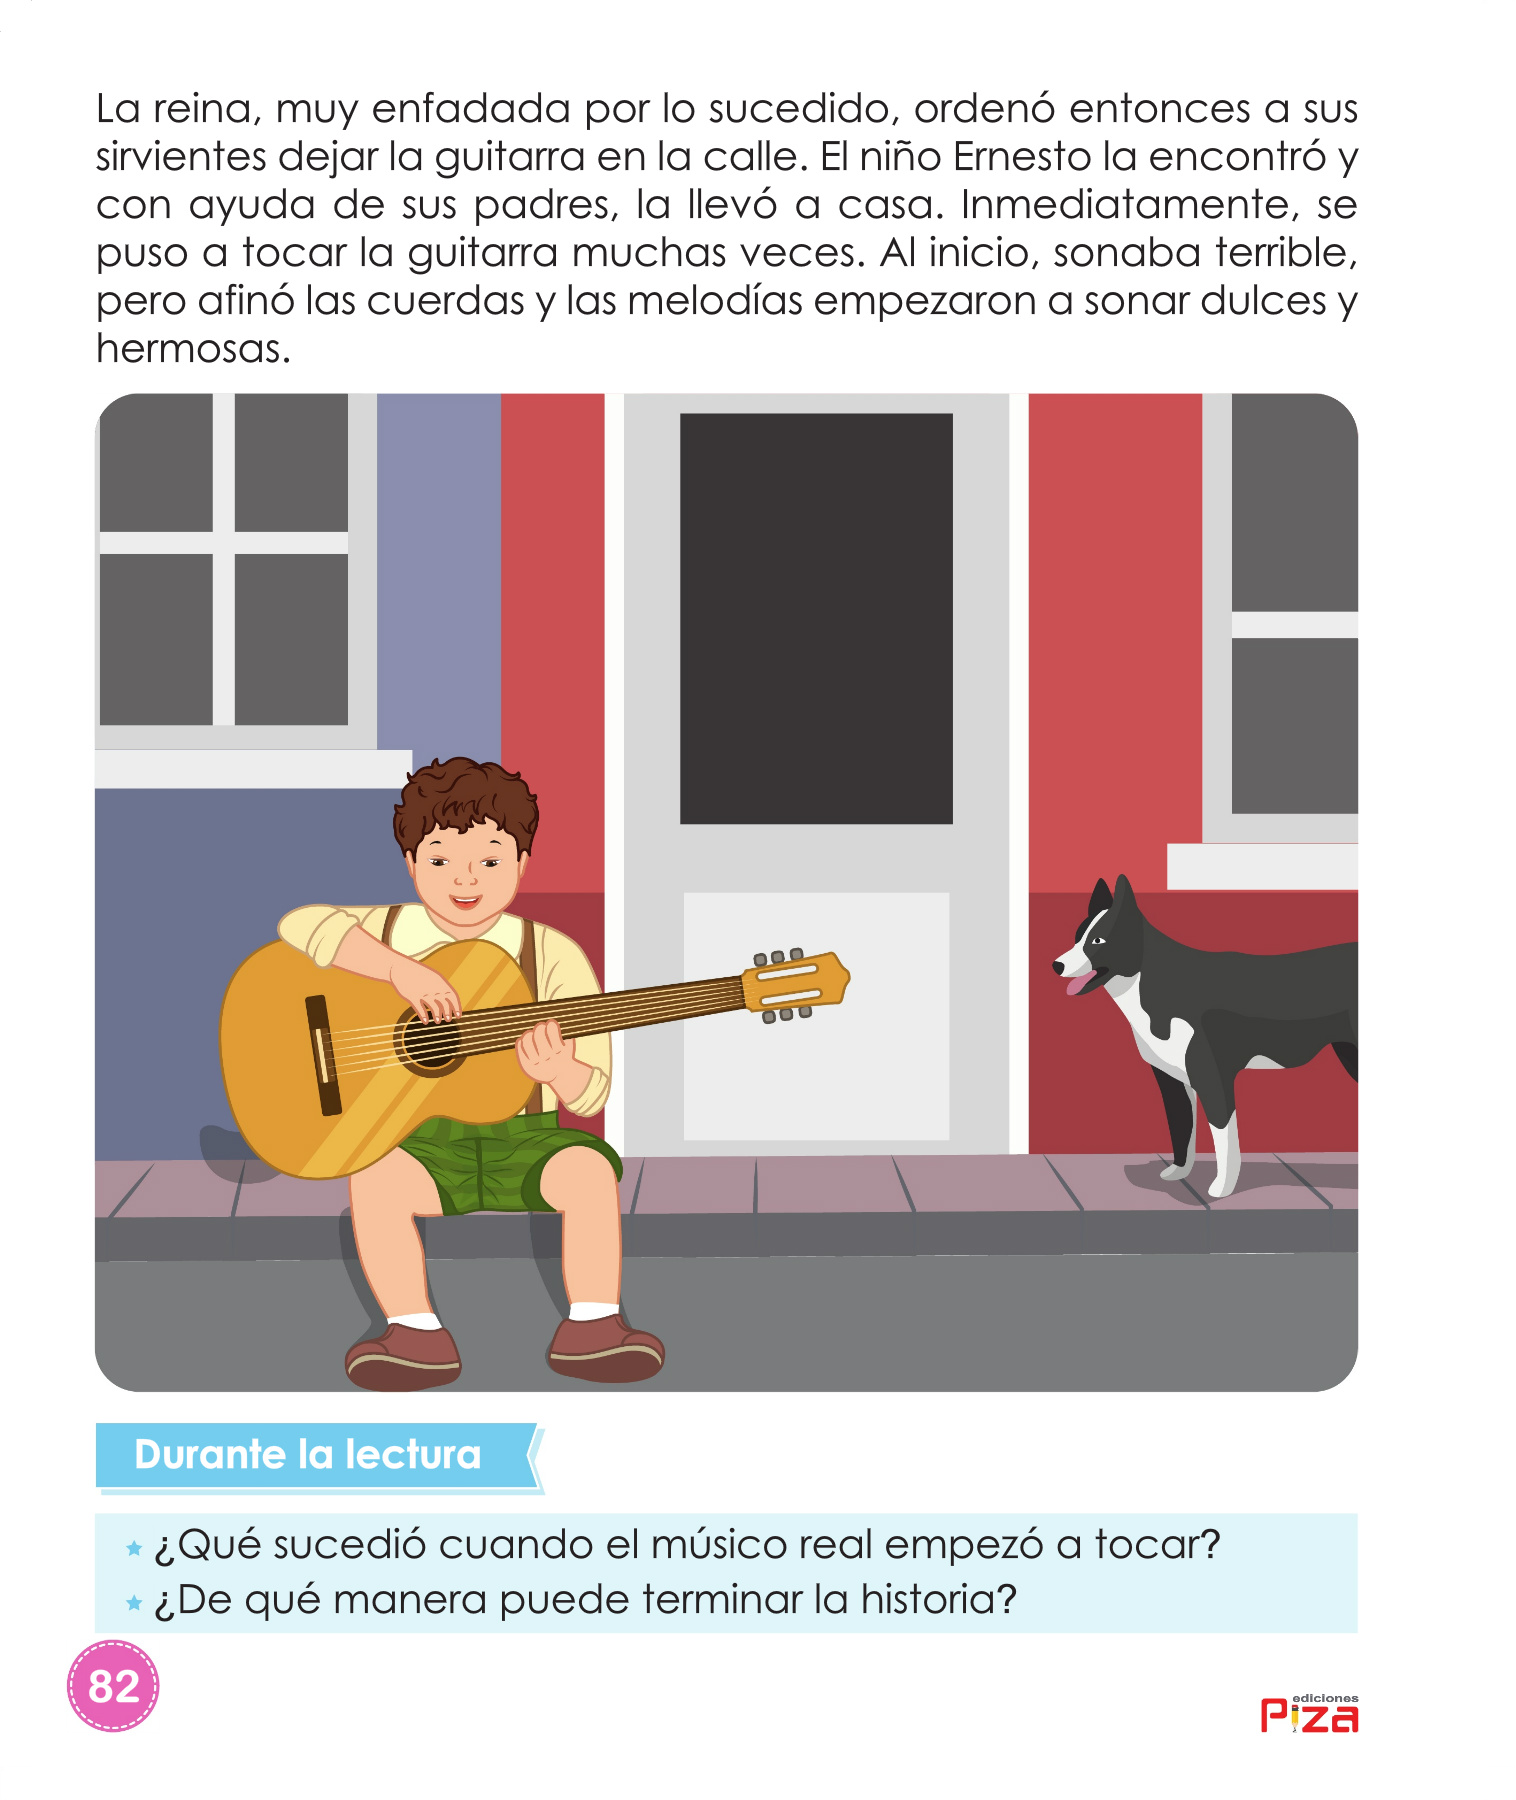 La reina, muy enfadada por lo sucedido, ordenó entonces a sus
sirvientes dejar la guitarra en la calle. El niño Ernesto la encontró y
con ayuda de sus padres, la llevó a casa. Inmediatamente, se
puso a tocar la guitarra muchas veces. Al inicio, sonaba terrible,
pero afinó las cuerdas y las melodías empezaron a sonar dulces y
hermosas.
Durante la lectura
¿Qué sucedió cuando el músico real empezó a tocar?
¿De qué manera puede terminar la historia?
82
ediciones
Piza